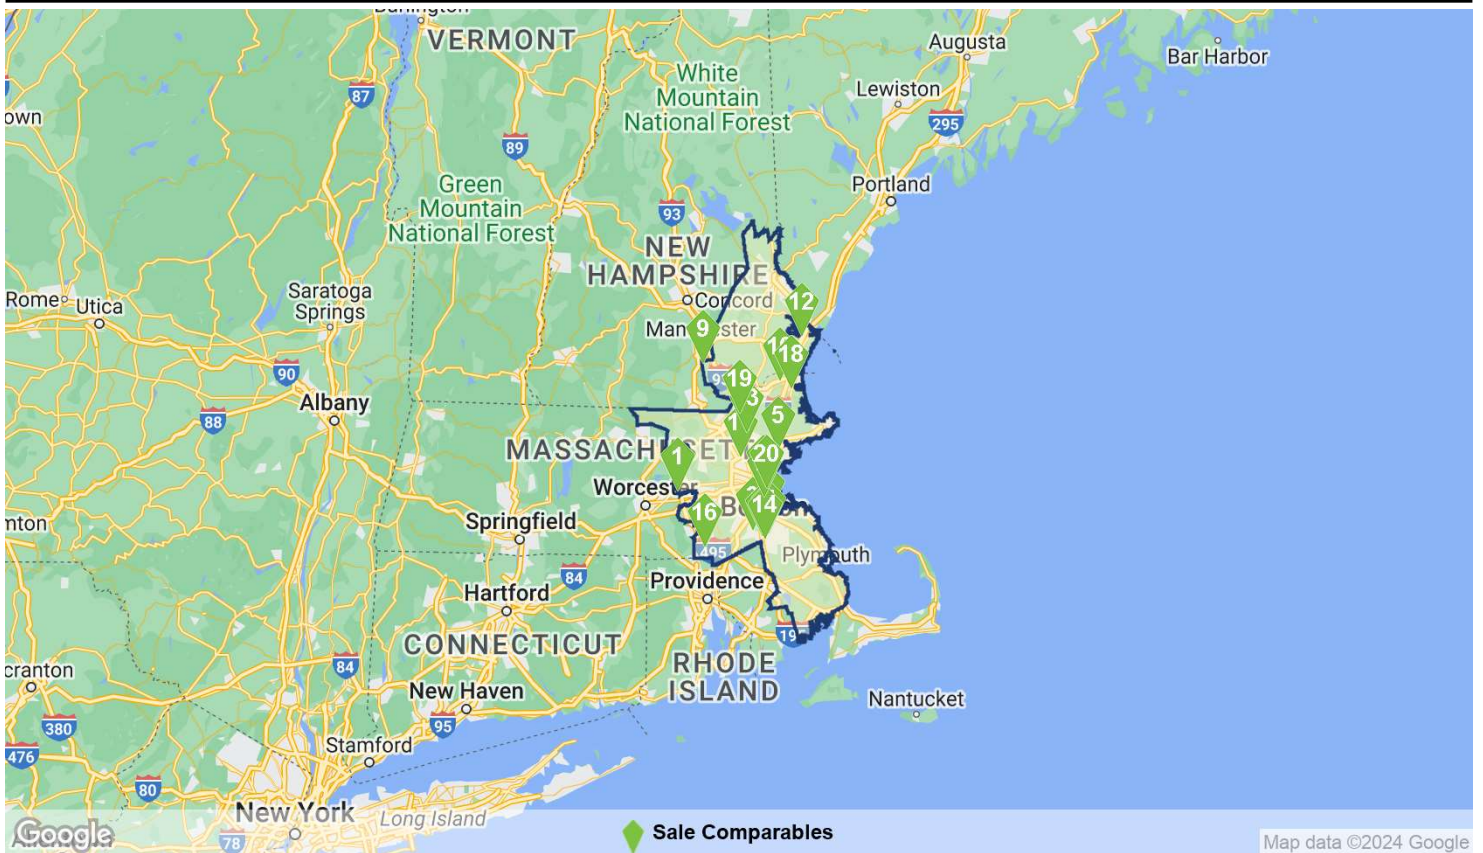 VERMONT
Augusta
Bar Harbor
White
Mountain
National Forest
Lewiston
87
own
295
89
Green
Mountain
National Forest
Portland
93
NEW
HAMPSHIRE
Rome
Utica
Saratoga
Springs
Concord
12
9
18
90
19
3
Albany
5
88
MASSACHUSETT
1
20
Worcester
16
14
Springfield
495
Plymouth
84
Providence
Hartford
CONNECTICUT
RHODE
ISLAND
84
cranton
New Haven
Nantucket
95
380
Stamford
476
80
New York
Long Island
78
Google
Sale Comparables
Map data ©2024 Google